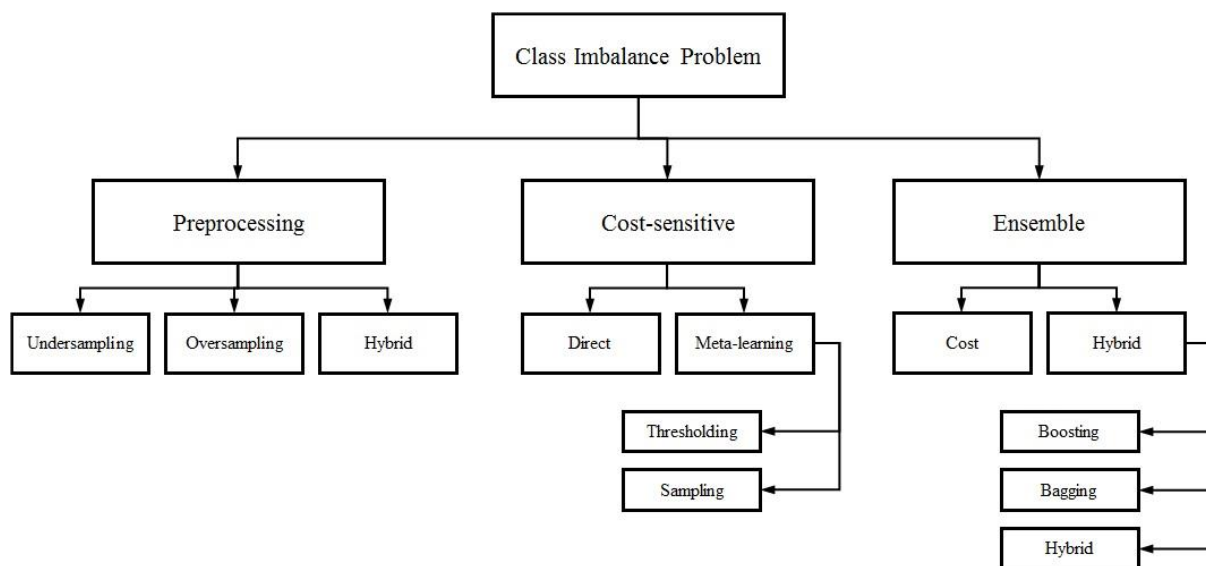 Class Imbalance Problem
Preprocessing
Cost-sensitive
Ensemble
Undersampling
Oversampling
Hybrid
Direct
Meta-learning
Cost
Hybrid
Thresholding
Boosting
Sampling
Bagging
Hybrid